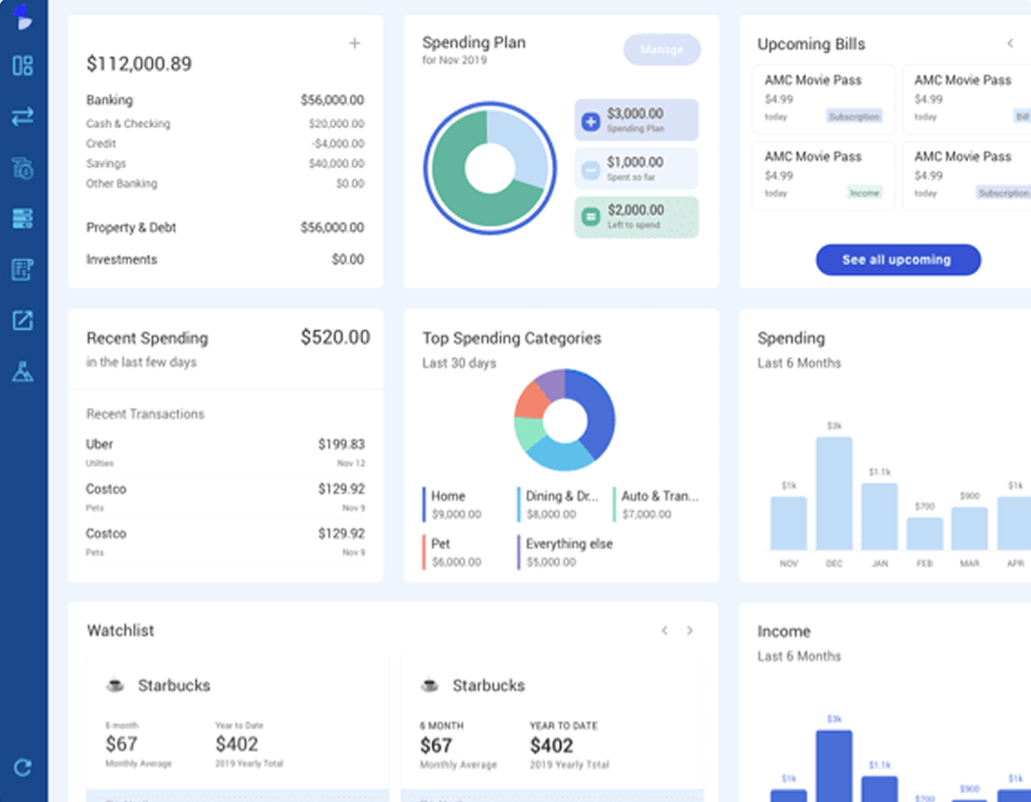 $112,000.89
Banking $56,000.00
Cash & Checking $20,000.00
Credit -$4,000.00
Savings $40,000.00
Other Banking $0.00
Property & Debt $56,000.00
Investments $0.00
Spending Plan
for Nov 2019
Manage
$3,000.00
Spending Plan
$1,000.00
Spent so far
$2,000.00
Left to spend
Upcoming Bills
AMC Movie Pass
$4.99
today Subscription
AMC Movie Pass
$4.99
today Bill
AMC Movie Pass
$4.99
today Income
AMC Movie Pass
$4.99
today Subscription
See all upcoming
Recent Spending $520.00
in the last few days
Recent Transactions
Uber $199.83
Utilties Nov 12
Costco $129.92
Pets Nov 9
Costco $129.92
Pets Nov 9
Top Spending Categories
Last 30 days
Home
$9,000.00
Dining & Dr...
$8,000.00
Auto & Tran...
$7,000.00
Pet
$6,000.00
Everything else
$5,000.00
Spending
Last 6 Months
$1k $3k $1.1k $700 $900 $1k
NOV DEC JAN FEB MAR APR
Watchlist
Starbucks
6 month Year to Date
$67 $402
Monthly Average 2019 Yearly Total
Starbucks
6 MONTH YEAR TO DATE
$67 $402
Monthly Average 2019 Yearly Total
Income
Last 6 Months
$1k $3k $1.1k $700 $900 $1k